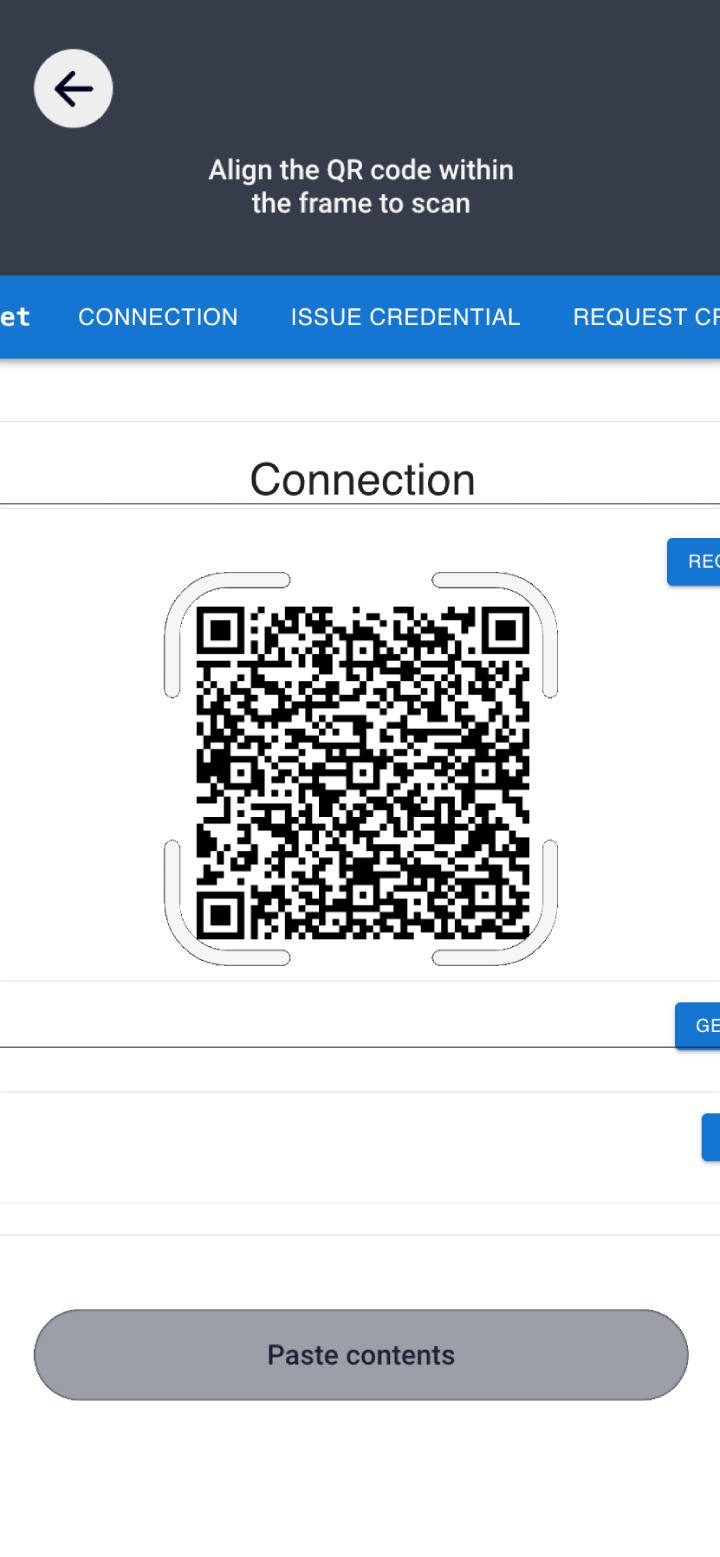 Align the QR code within
the frame to scan
et CONNECTION ISSUE CREDENTIAL REQUEST CR
Connection
REC
GE
Paste contents